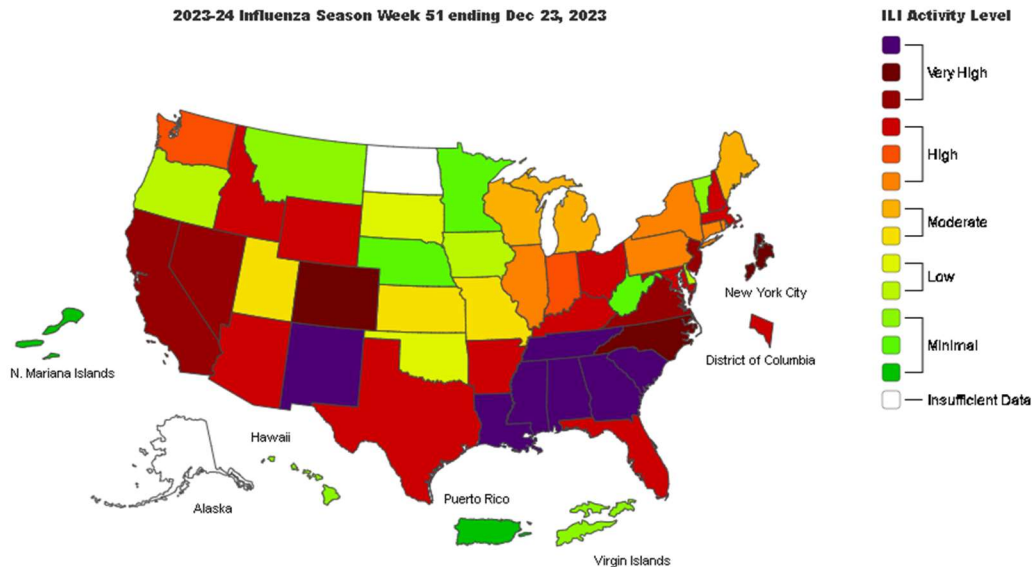 2023-24 Influenza Season Week 51 ending Dec 23, 2023
ILI Activity Level
Very High
High
Moderate
Low
Minimal
Insufficient Data
New York City
District of Columbia
N. Mariana Islands
Hawaii
Alaska
Puerto Rico
Virgin Islands